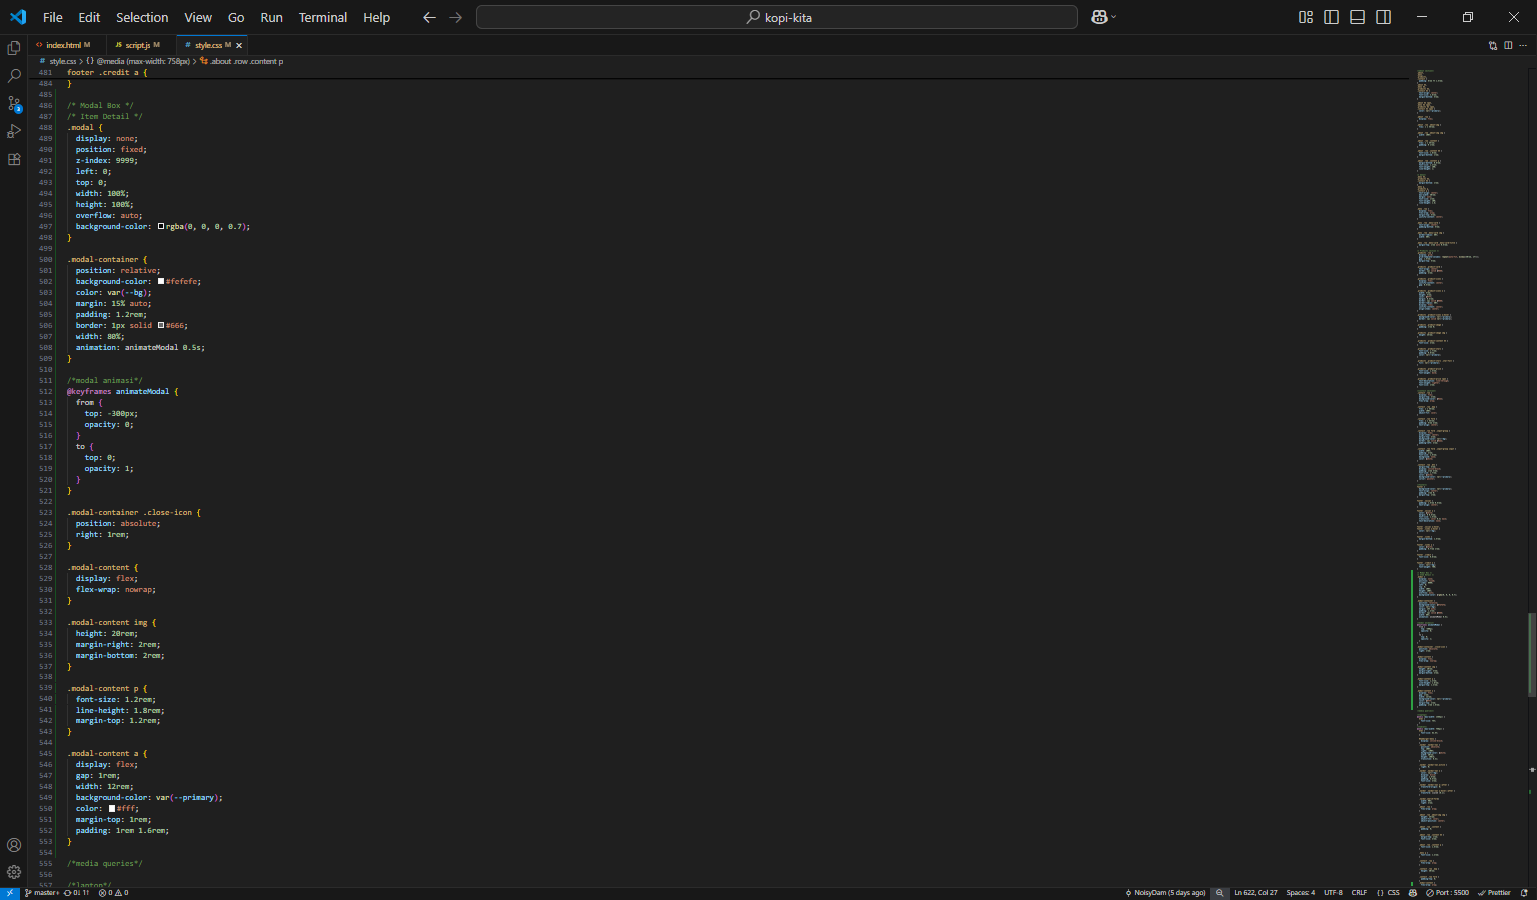 File Edit Selection View Go Run Terminal Help
kopi-kita
index.html M
script.js M
style.css M
style.css > {} @media (max-width: 758px) > .about .row .content p
481 footer .credit a {
484 }
485
486 /* Modal Box */
487 /* Item Detail */
488 .modal {
489 display: none;
490 position: fixed;
491 z-index: 9999;
492 left: 0;
493 top: 0;
494 width: 100%;
495 height: 100%;
496 overflow: auto;
497 background-color: rgba(0, 0, 0, 0.7);
498 }
499
500 .modal-container {
501 position: relative;
502 background-color: #fefefe;
503 color: var(--bg);
504 margin: 15% auto;
505 padding: 1.2rem;
506 border: 1px solid #666;
507 width: 80%;
508 animation: animateModal 0.5s;
509 }
510
511 /*modal animasi*/
512 @keyframes animateModal {
513 from {
514 top: -300px;
515 opacity: 0;
516 }
517 to {
518 top: 0;
519 opacity: 1;
520 }
521 }
522
523 .modal-container .close-icon {
524 position: absolute;
525 right: 1rem;
526 }
527
528 .modal-content {
529 display: flex;
530 flex-wrap: nowrap;
531 }
532
533 .modal-content img {
534 height: 20rem;
535 margin-right: 2rem;
536 margin-bottom: 2rem;
537 }
538
539 .modal-content p {
540 font-size: 1.2rem;
541 line-height: 1.8rem;
542 margin-top: 1.2rem;
543 }
544
545 .modal-content a {
546 display: flex;
547 gap: 1rem;
548 width: 12rem;
549 background-color: var(--primary);
550 color: #fff;
551 margin-top: 1rem;
552 padding: 1rem 1.6rem;
553 }
554
555 /*media queries*/
556
557 /*laptop*/
master* 0↓ 1↑ 0 0 NoisyDam (5 days ago) Ln 622, Col 27 Spaces: 4 UTF-8 CRLF {} CSS Port : 5500 Prettier